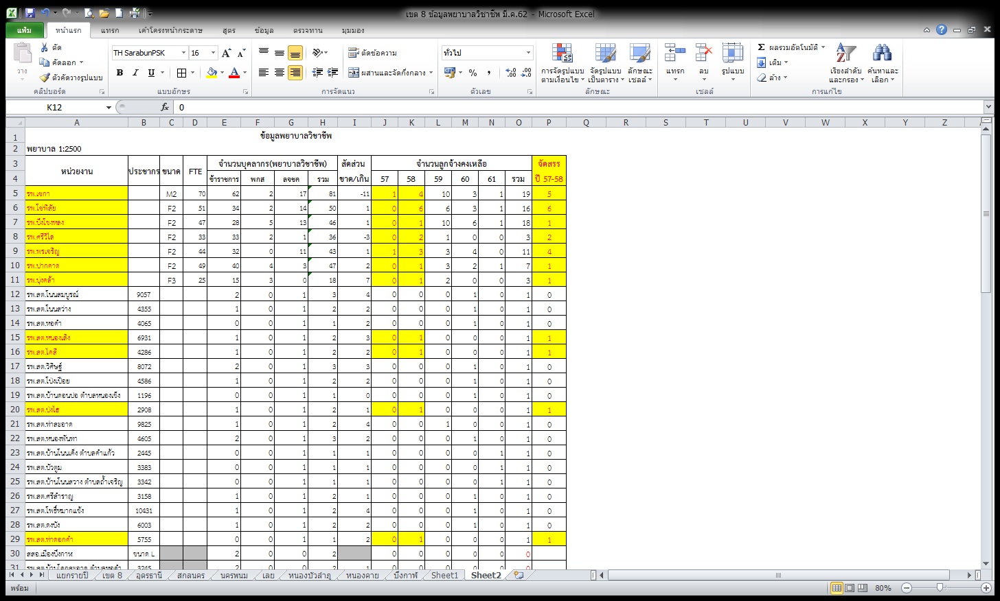 เขต 8 ข้อมูลพยาบาลวิชาชีพ มี.ค.62 - Microsoft Excel
แฟ้ม หน้าแรก แทรก เค้าโครงหน้ากระดาษ สูตร ข้อมูล ตรวจทาน มุมมอง
วาง ตัด คัดลอก ตัวคัดวางรูปแบบ
TH SarabunPSK 16
B I U
ตัดข้อความ
ผสานและจัดกึ่งกลาง
ทั่วไป
การจัดรูปแบบตามเงื่อนไข จัดรูปแบบเป็นตาราง ลักษณะเซลล์
แทรก ลบ รูปแบบ
ผลรวมอัตโนมัติ เติม ล้าง
เรียงลำดับและกรอง ค้นหาและเลือก
คลิปบอร์ด แบบอักษร การจัดแนว ตัวเลข ลักษณะ เซลล์ การแก้ไข
K12 fx 0
A B C D E F G H I J K L M N O P Q R S T U V W X Y Z
1 ข้อมูลพยาบาลวิชาชีพ
2 พยาบาล 1:2500
3 หน่วยงาน ประชากร ขนาด FTE จำนวนบุคลากร(พยาบาลวิชาชีพ) สัดส่วน จำนวนลูกจ้างคงเหลือ จัดสรร
4 ข้าราชการ พกส ลจชค รวม ขาด/เกิน 57 58 59 60 61 รวม ปี 57-58
5 รพ.เซกา M2 70 62 2 17 81 -11 1 4 10 3 1 19 5
6 รพ.โซ่พิสัย F2 51 34 2 14 50 1 0 6 6 3 1 16 6
7 รพ.บึงโขงหลง F2 47 28 5 13 46 1 0 1 10 6 1 18 1
8 รพ.ศรีวิไล F2 33 33 2 1 36 -3 0 2 1 0 0 3 2
9 รพ.พรเจริญ F2 44 32 0 11 43 1 1 3 3 4 0 11 4
10 รพ.ปากคาด F2 49 40 4 3 47 2 0 1 3 2 1 7 1
11 รพ.บุ่งคล้า F3 25 15 3 0 18 7 0 1 2 0 0 3 1
12 รพ.สต.โนนสมบูรณ์ 9057 2 0 1 3 4 0 0 0 1 0 1 0
13 รพ.สต.โนนสว่าง 4355 1 0 1 2 2 0 0 0 1 0 1 0
14 รพ.สต.หอคำ 4065 0 0 1 1 2 0 0 0 1 0 1 0
15 รพ.สต.หนองเลิง 6931 1 0 1 2 3 0 1 0 0 0 1 1
16 รพ.สต.ไคสี 4286 1 0 1 2 2 0 1 0 0 0 1 1
17 รพ.สต.วิศิษฐ์ 8072 2 0 1 3 3 0 0 0 1 0 1 0
18 รพ.สต.โป่งเปือย 4586 1 0 1 2 2 0 0 0 1 0 1 0
19 รพ.สต.บ้านดอนปอ ตำบลหนองเข็ง 1196 0 0 1 1 0 0 0 0 1 0 1 0
20 รพ.สต.ป่งไฮ 2908 1 0 1 2 1 0 1 0 0 0 1 1
21 รพ.สต.ท่าสะอาด 9825 1 0 1 2 4 0 0 1 0 0 1 0
22 รพ.สต.หนองพันทา 4605 2 0 1 3 2 0 0 0 1 0 1 0
23 รพ.สต.บ้านโนนเค็ง ตำบลคำแก้ว 2445 0 0 1 1 1 0 0 0 0 1 1 0
24 รพ.สต.บัวตูม 3383 0 0 1 1 1 0 0 0 0 1 1 0
25 รพ.สต.บ้านโนนสวาง ตำบลถ้ำเจริญ 3342 0 0 1 1 1 0 0 0 0 1 1 0
26 รพ.สต.ศรีสำราญ 3158 1 0 1 2 1 0 0 0 1 0 1 0
27 รพ.สต.โพธิ์หมากแข้ง 10431 1 0 1 2 4 0 0 0 1 0 1 0
28 รพ.สต.ดงบัง 6003 1 0 1 2 2 0 0 0 1 0 1 0
29 รพ.สต.ท่าดอกคำ 5755 0 0 1 1 2 0 1 0 0 0 1 1
30 สสอ.เมืองบึงกาฬ ขนาด L 2 0 0 2 0 0 0 0 0 0
31 รพ.สต.บ้านโคกสะอาด ตำบลหอคำ 3245 2 0 0 2 1 0 0 0 0 0 0
แยกรายปี เขต 8 อุดรธานี สกลนคร นครพนม เลย หนองบัวลำภู หนองคาย บึงกาฬ Sheet1 Sheet2
พร้อม 80%